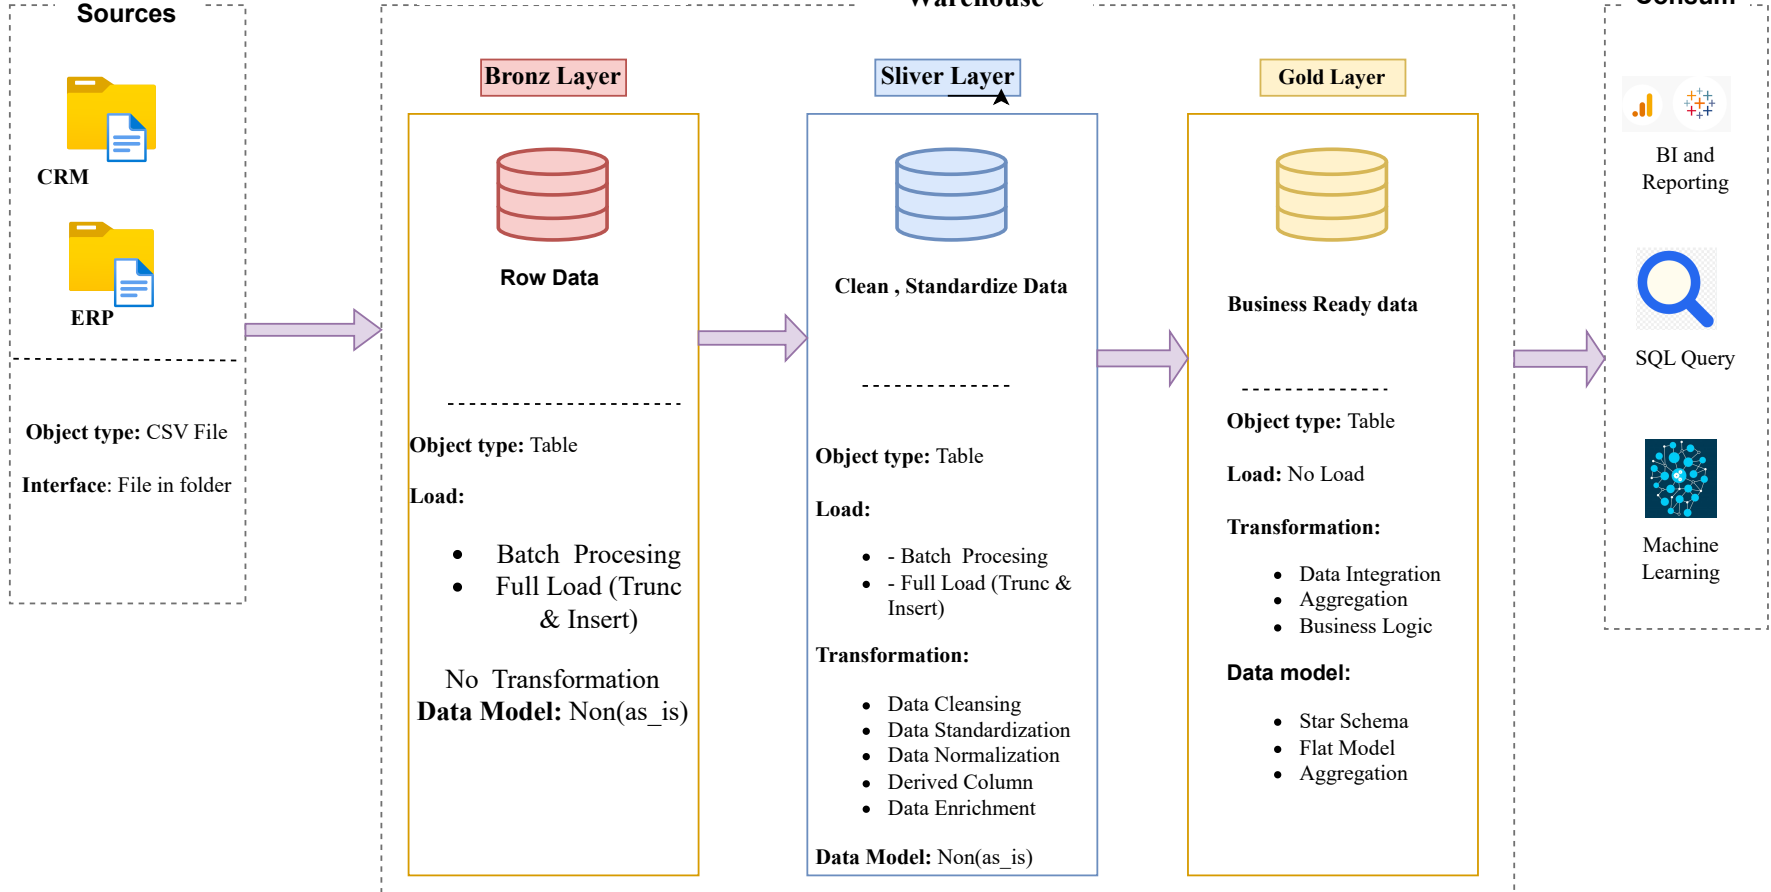 Sources
CRM
ERP
Object type: CSV File
Interface: File in folder
Warehouse
Bronz Layer
Row Data
Object type: Table
Load:
• Batch Procesing
• Full Load (Trunc
& Insert)
No Transformation
Data Model: Non(as_is)
Sliver Layer
Clean , Standardize Data
Object type: Table
Load:
• - Batch Procesing
• - Full Load (Trunc &
Insert)
Transformation:
• Data Cleansing
• Data Standardization
• Data Normalization
• Derived Column
• Data Enrichment
Data Model: Non(as_is)
Gold Layer
Business Ready data
Object type: Table
Load: No Load
Transformation:
• Data Integration
• Aggregation
• Business Logic
Data model:
• Star Schema
• Flat Model
• Aggregation
Consum
BI and
Reporting
SQL Query
Machine
Learning